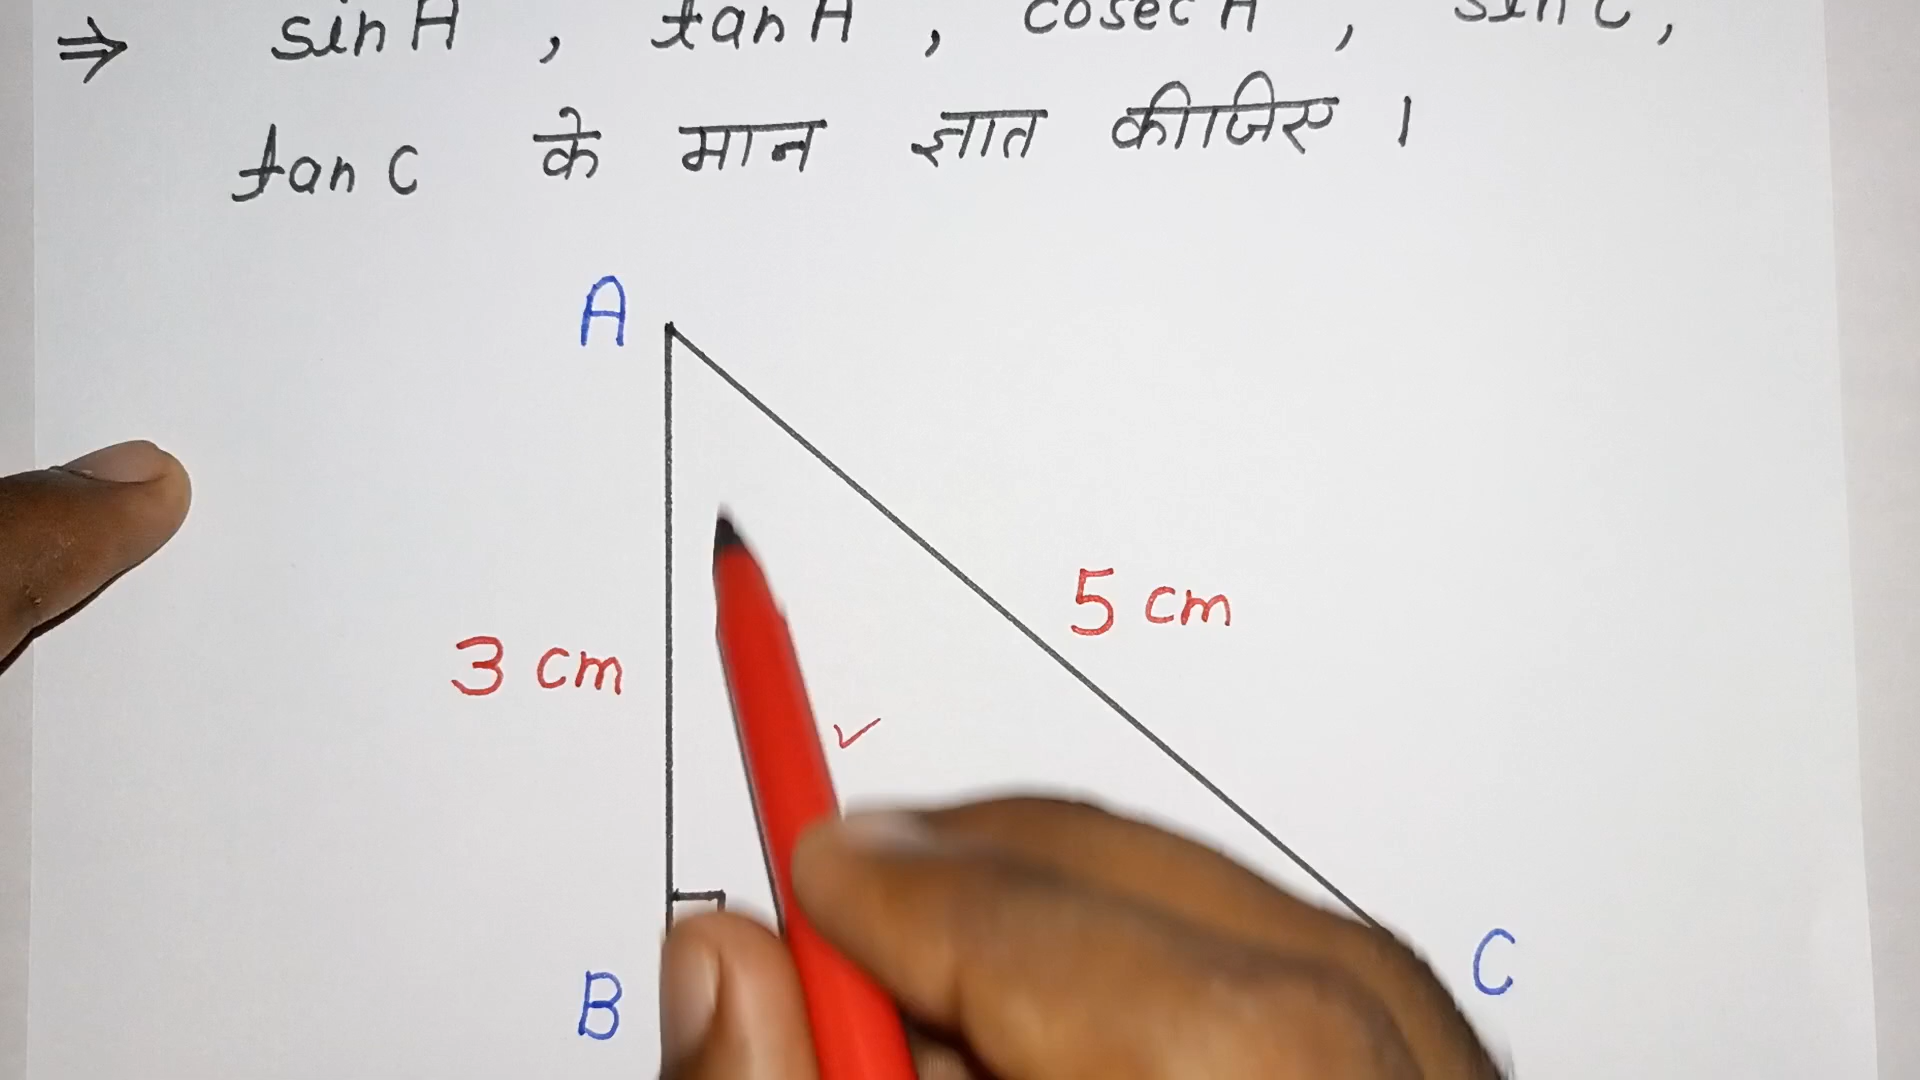 ⇒ sin A , tan A , cosec A , sin C ,
tan C के मान ज्ञात कीजिए ।
A
5 cm
3 cm
C
B